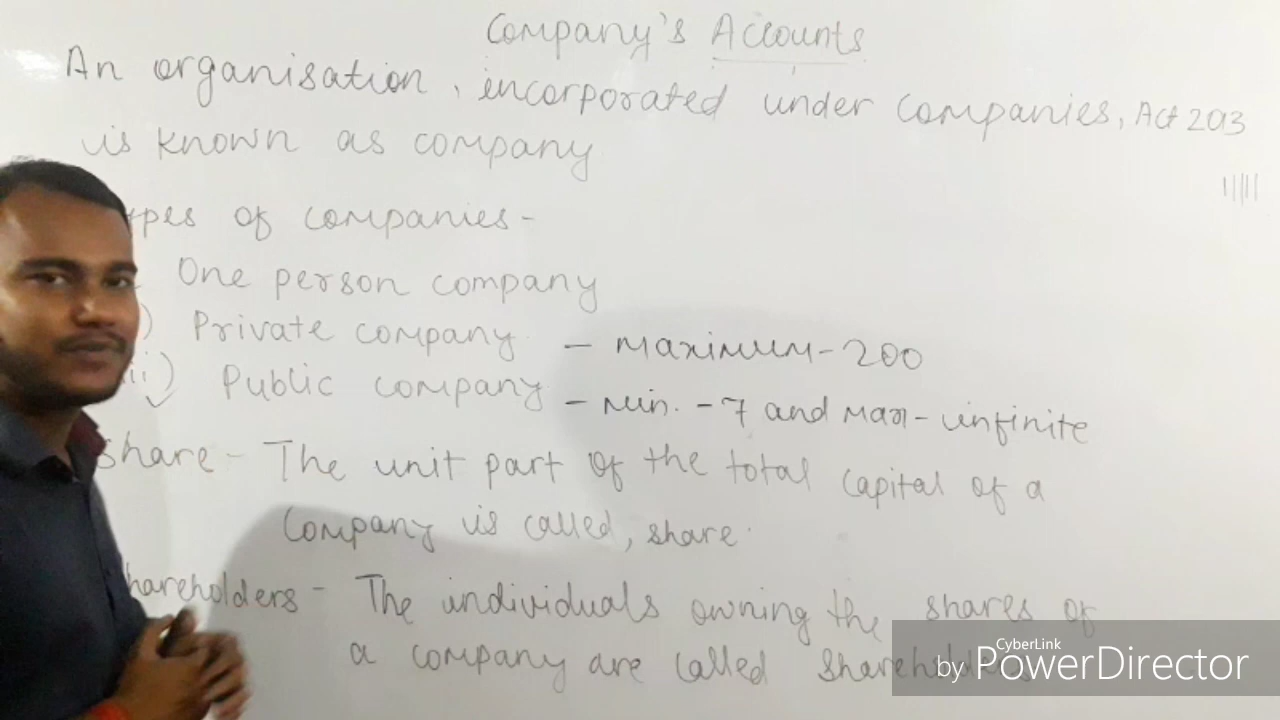 Company's Accounts
An organisation, incorporated under companies, Act 2013
is known as company
ypes of companies-
One person company
) Private company - maximum-200
ii) Public company - Min. -7 and Max- infinite
Share- The unit part of the total capital of a
company is called, share.
hareholders- The individuals owning the shares of
a company are called Shareholders
CyberLink
by PowerDirector